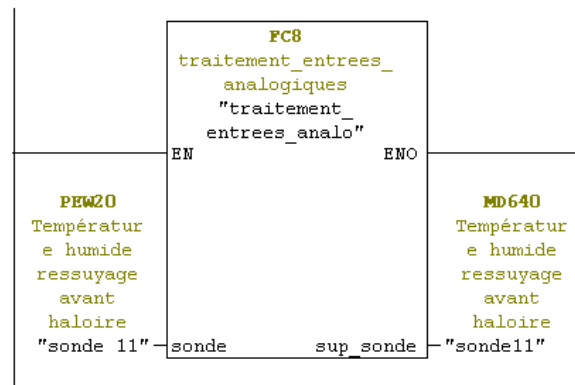 FC8
traitement_entrees_
analogiques
"traitement_
entrees_analo"
EN ENO
PEW20
Températur
e humide
ressuyage
avant
haloire
"sonde 11"
sonde
MD640
Températur
e humide
ressuyage
avant
haloire
sup_sonde
"sonde11"